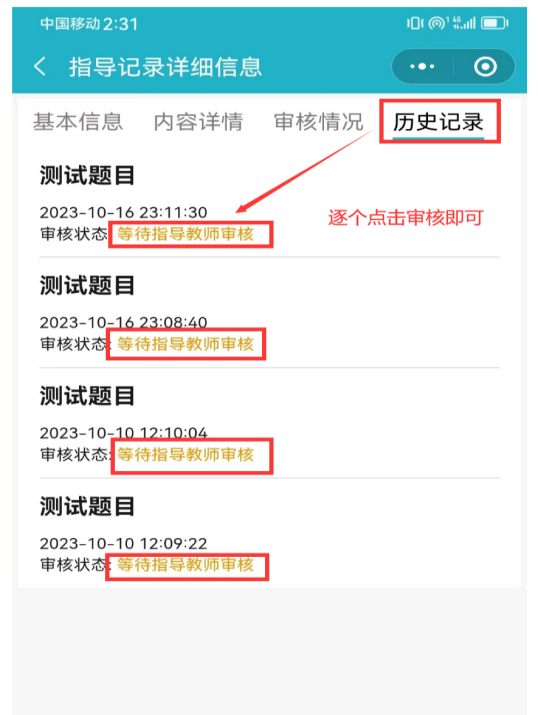 中国移动 2:31
指导记录详细信息
基本信息 内容详情 审核情况 历史记录
测试题目
2023-10-16 23:11:30
审核状态: 等待指导教师审核
逐个点击审核即可
测试题目
2023-10-16 23:08:40
审核状态: 等待指导教师审核
测试题目
2023-10-10 12:10:04
审核状态: 等待指导教师审核
测试题目
2023-10-10 12:09:22
审核状态: 等待指导教师审核